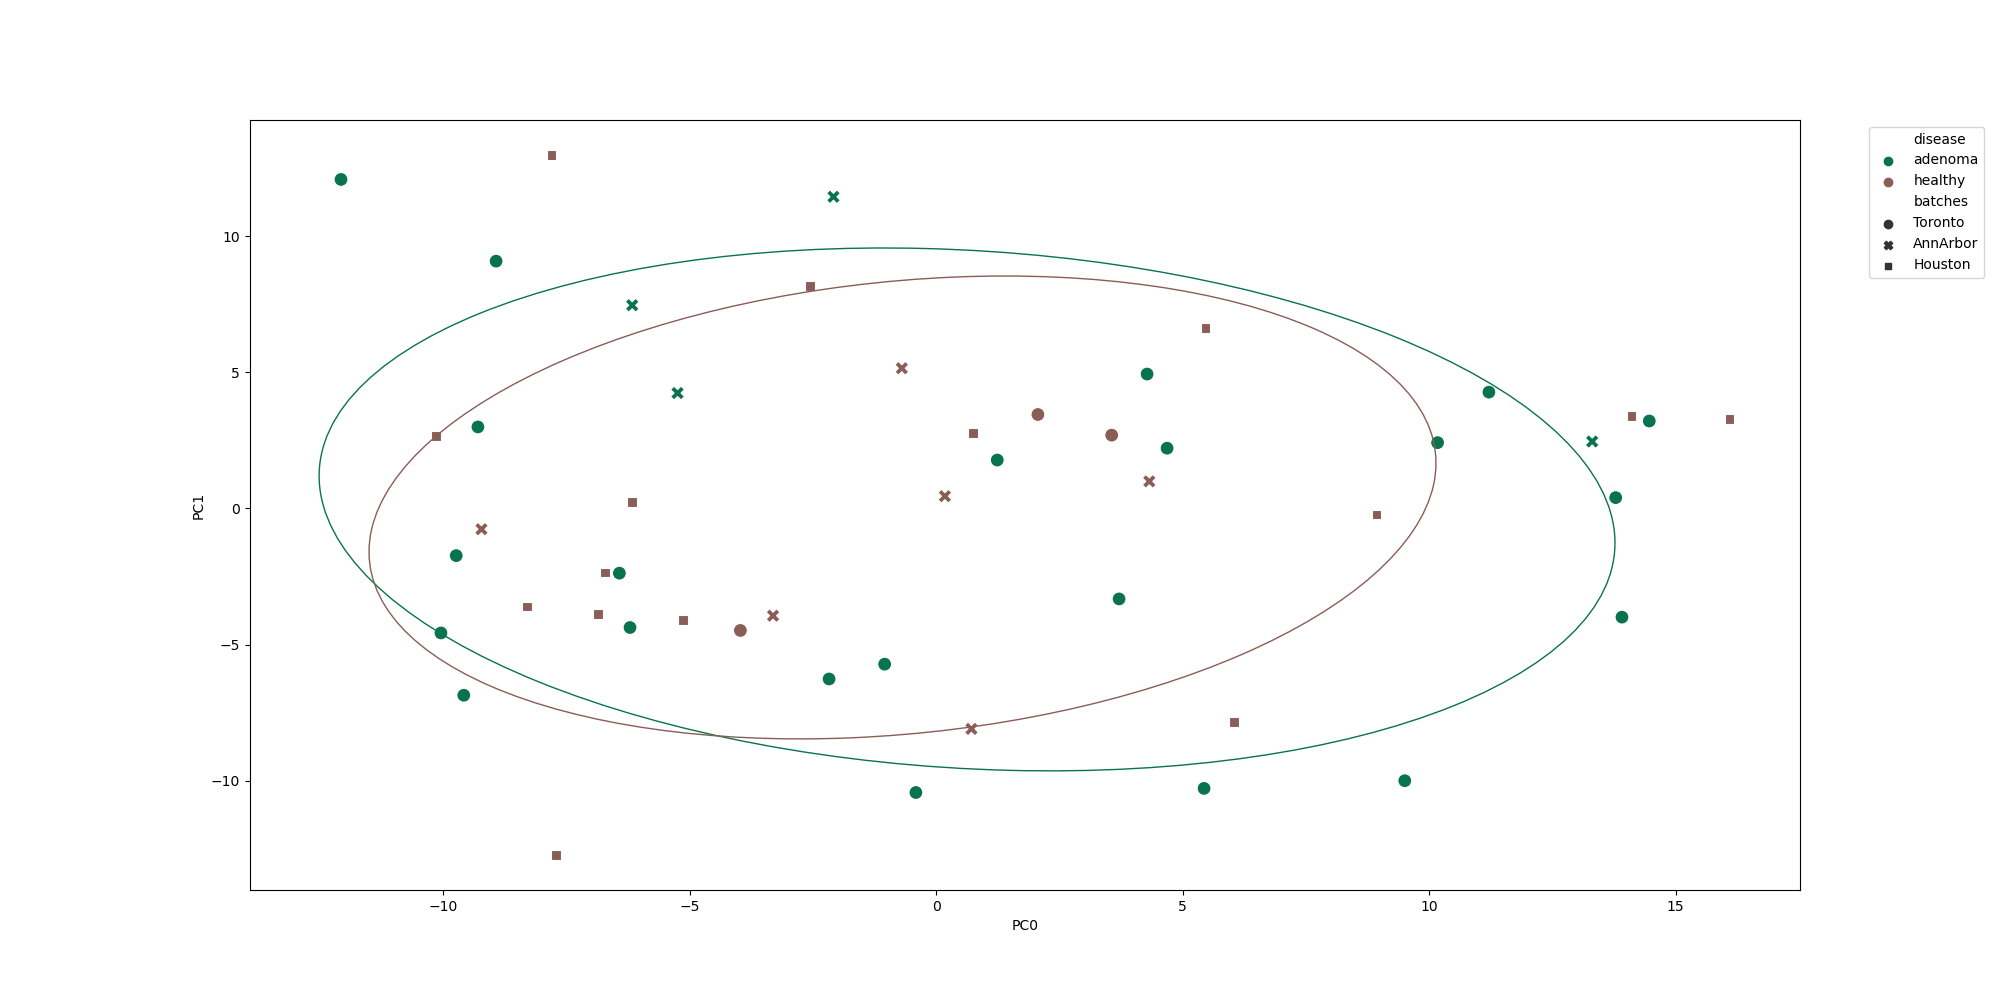 disease
adenoma
healthy
batches
Toronto
AnnArbor
Houston
PC1
10
5
0
−5
−10
−10
−5
0
5
10
15
PC0